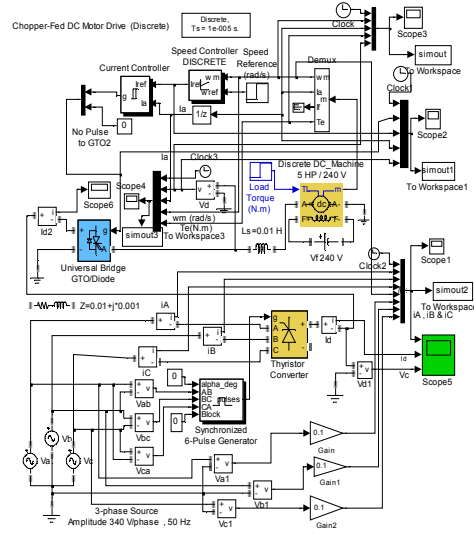 Chopper-Fed DC Motor Drive (Discrete)
Discrete,
Ts = 1e-005 s.
Clock
Scope3
simout
To Workspace
Current Controller
Speed Controller
DISCRETE
Speed
Reference
(rad/s)
Demux
Iref
g
Ia
wm
Iref
Wref
wm
Ia
m
If
Te
Clock1
Scope2
simout1
To Workspace1
No Pulse
to GTO2
0
Ia
1/z
Ia
Clock3
Scope4
Scope6
Vd
Load
Torque
(N.m)
Discrete DC_Machine
5 HP / 240 V
TL
m
dc
A+
A-
F+
F-
wm (rad/s)
Te(N.m)
simout3
To Workspace3
Ls=0.01 H
Vf 240 V
Id2
g
A
Universal Bridge
GTO/Diode
Clock2
Scope1
simout2
To Workspace
iA , iB & iC
Z=0.01+j*0.001
iA
iB
iC
g
A
B
C
Thyristor
Converter
Id
Vd1
id
Vc
Scope5
0
alpha_deg
AB
BC
CA
Block
pulses
0
Synchronized
6-Pulse Generator
Vab
Vbc
Vca
Va
Vb
Vc
Va1
Vb1
Vc1
0.1
Gain
0.1
Gain1
0.1
Gain2
3-phase Source
Amplitude 340 V/phase , 50 Hz